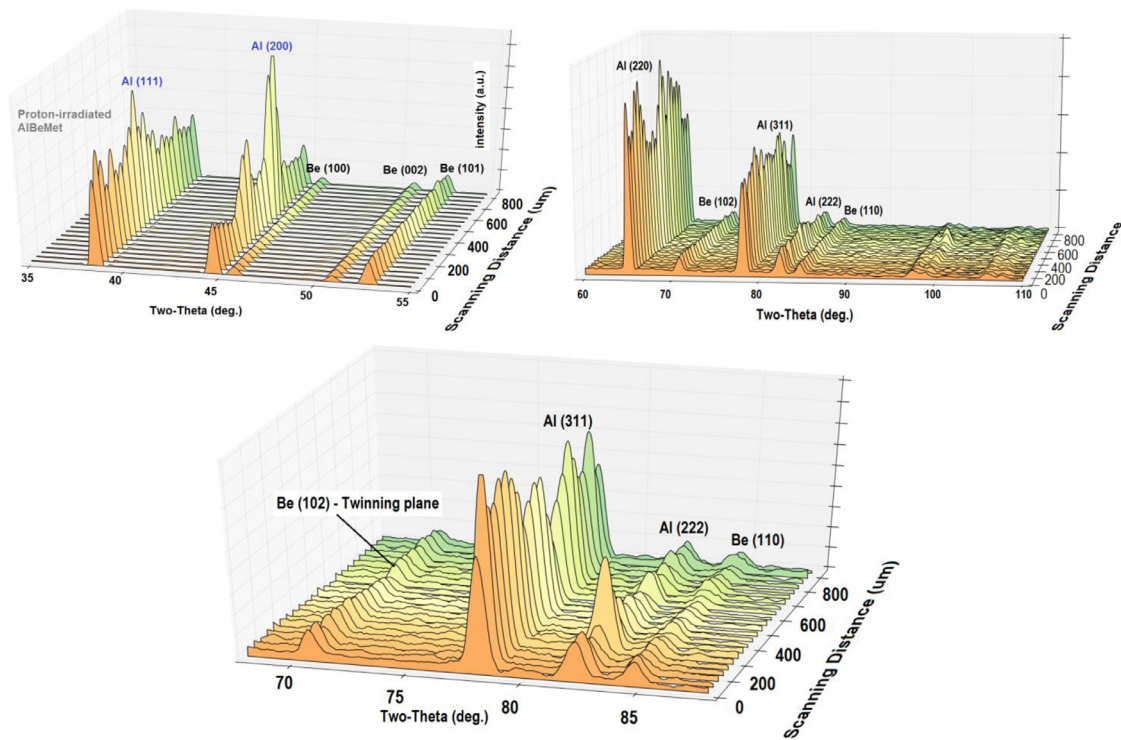 Al (200)
Al (111)
Proton-irradiated
AlBeMet
intensity (a.u.)
Be (100)
Be (002)
Be (101)
35
40
45
50
55
Two-Theta (deg.)
0
200
400
600
800
Scanning Distance (um)
Al (220)
Al (311)
Be (102)
Al (222)
Be (110)
60
70
80
90
100
110
Two-Theta (deg.)
0
200
400
600
800
Scanning Distance
Al (311)
Be (102) - Twinning plane
Al (222)
Be (110)
70
75
80
85
Two-Theta (deg.)
0
200
400
600
800
Scanning Distance (um)